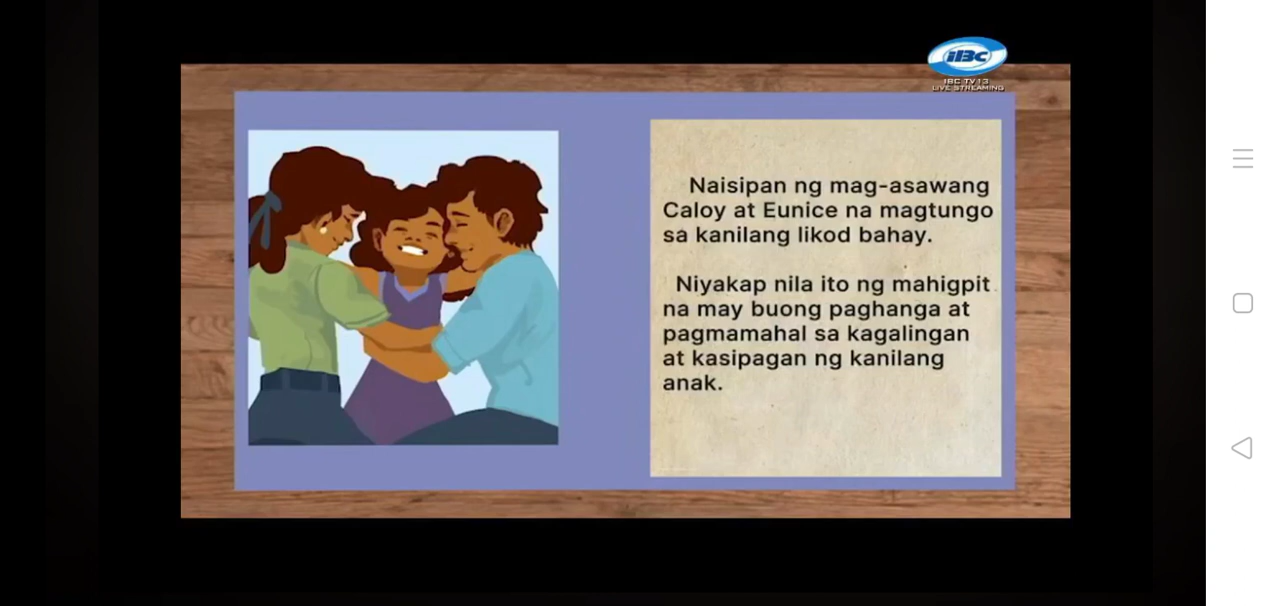 iBC
IBC TV13
LIVE STREAMING
Naisipan ng mag-asawang
Caloy at Eunice na magtungo
sa kanilang likod bahay.
Niyakap nila ito ng mahigpit
na may buong paghanga at
pagmamahal sa kagalingan
at kasipagan ng kanilang
anak.